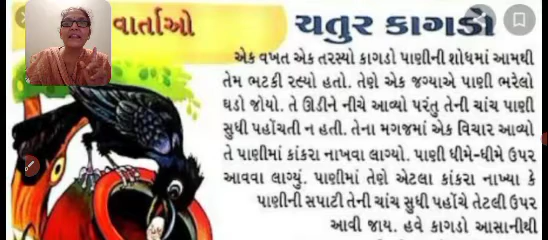 વાર્તાઓ
ચતુર કાગડો
એક વખત એક તરસ્યો કાગડો પાણીની શોધમાં આમથી
તેમ ભટકી રહ્યો હતો. તેણે એક જગ્યાએ પાણી ભરેલો
ઘડો જોયો. તે ઊડીને નીચે આવ્યો પરંતુ તેની ચાંચ પાણી
સુધી પહોંચતી ન હતી. તેના મગજમાં એક વિચાર આવ્યો
તે પાણીમાં કાંકરા નાખવા લાગ્યો. પાણી ધીમે-ધીમે ઉપર
આવવા લાગ્યું. પાણીમાં તેણે એટલા કાંકરા નાખ્યા કે
પાણીની સપાટી તેની ચાંચ સુધી પહોંચે તેટલી ઉપર
આવી જાય. હવે કાગડો આસાનીથી